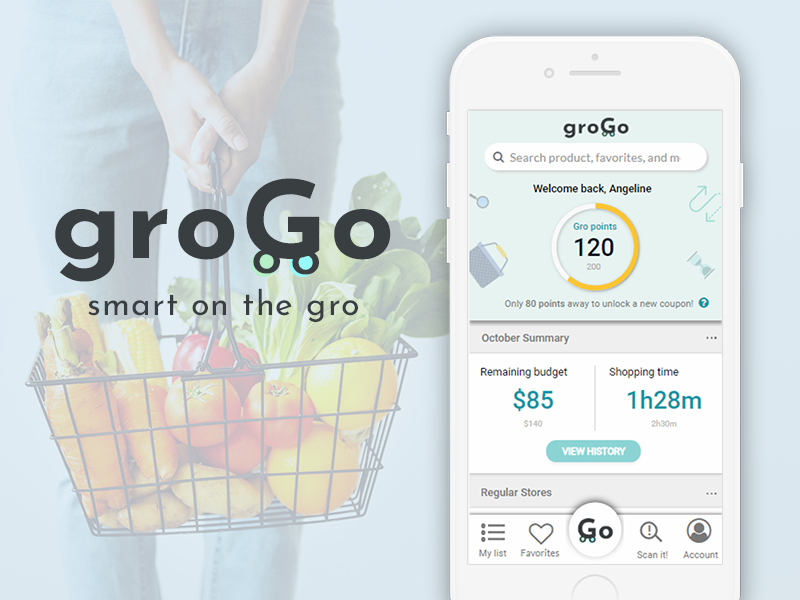 groGo
smart on the gro
groGo
Search product, favorites, and m
Welcome back, Angeline
Gro points
120
200
Only 80 points away to unlock a new coupon! ?
October Summary ...
Remaining budget Shopping time
$85 1h28m
$140 2h30m
VIEW HISTORY
Regular Stores ...
Go
My list Favorites Scan it! Account